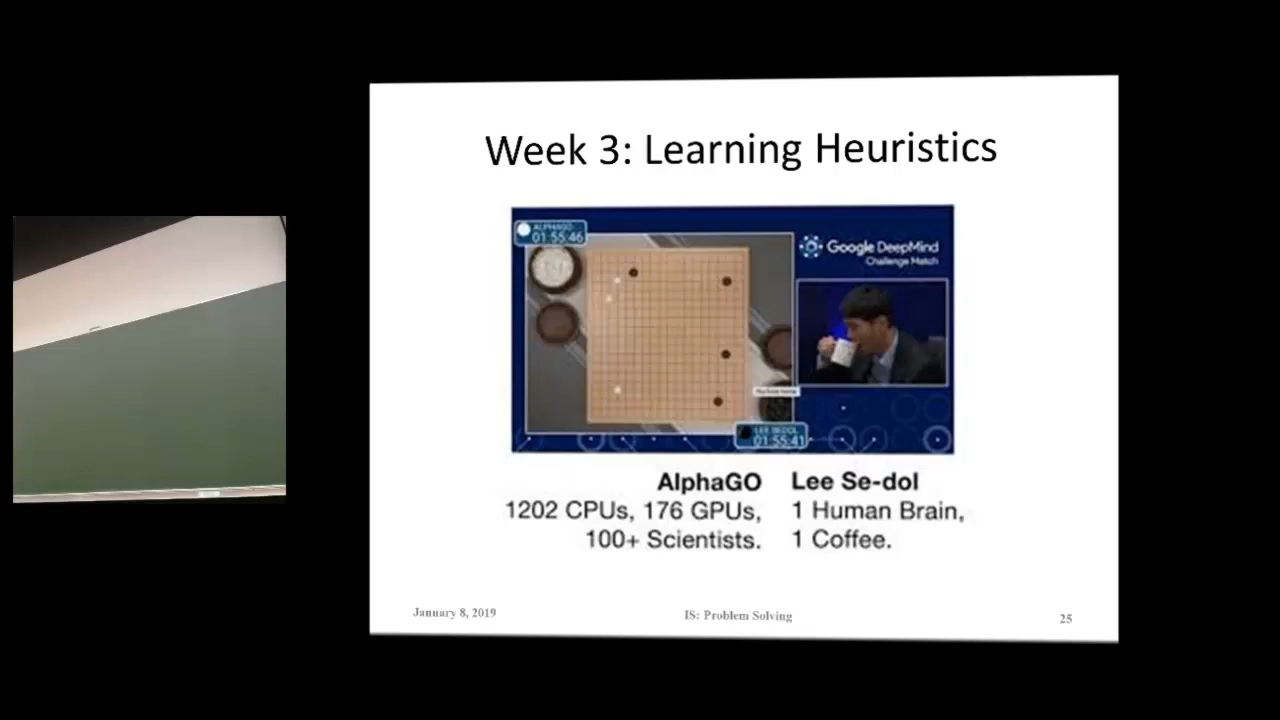 Week 3: Learning Heuristics
ALPHAGO
01:55:46
Google DeepMind
Challenge Match
LEE SEDOL
01:55:41
AlphaGO
1202 CPUs, 176 GPUs,
100+ Scientists.
Lee Se-dol
1 Human Brain,
1 Coffee.
January 8, 2019
IS: Problem Solving
25